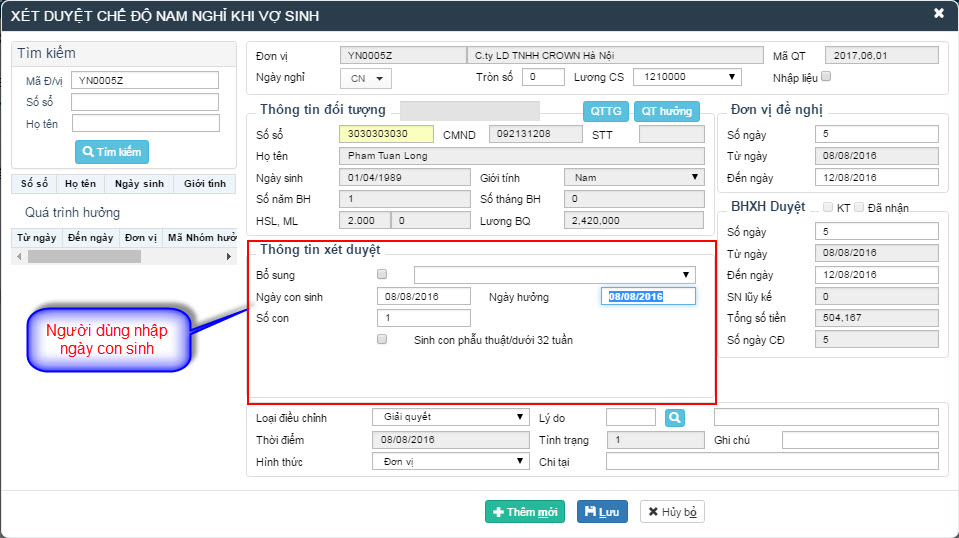 XÉT DUYỆT CHẾ ĐỘ NAM NGHỈ KHI VỢ SINH
Tìm kiếm
Mã Đ/vị YN0005Z
Số sổ
Họ tên
Tìm kiếm
Số sổ Họ tên Ngày sinh Giới tính
Quá trình hưởng
Từ ngày Đến ngày Đơn vị Mã Nhóm hưở
Người dùng nhập
ngày con sinh
Đơn vị YN0005Z C.ty LD TNHH CROWN Hà Nội Mã QT 2017,06,01
Ngày nghỉ CN Tròn số 0 Lương CS 1210000 Nhập liệu
Thông tin đối tượng QTTG QT hưởng
Số sổ 3030303030 CMND 092131208 STT
Họ tên Pham Tuan Long
Ngày sinh 01/04/1989 Giới tính Nam
Số năm BH 1 Số tháng BH 0
HSL, ML 2.000 0 Lương BQ 2,420,000
Đơn vị đề nghị
Số ngày 5
Từ ngày 08/08/2016
Đến ngày 12/08/2016
BHXH Duyệt KT Đã nhận
Số ngày 5
Từ ngày 08/08/2016
Đến ngày 12/08/2016
SN lũy kế 0
Tổng số tiền 504,167
Số ngày CĐ 5
Thông tin xét duyệt
Bổ sung
Ngày con sinh 08/08/2016 Ngày hưởng 08/08/2016
Số con 1
Sinh con phẫu thuật/dưới 32 tuần
Loại điều chỉnh Giải quyết Lý do
Thời điểm 08/08/2016 Tình trạng 1 Ghi chú
Hình thức Đơn vị Chi tại
Thêm mới Lưu Hủy bỏ